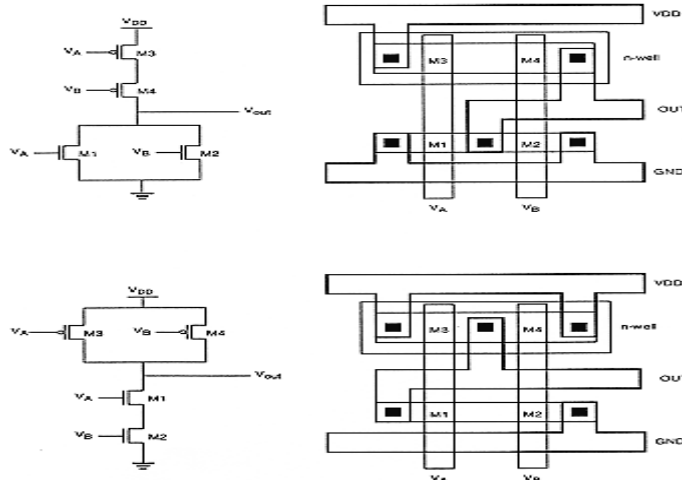 VDD
VA M3
VB M4
Vout
VA M1 VB M2
VDD
M3 M4 n-well
OUT
M1 M2
GND
VA VB
VDD
VA M3 VB M4
Vout
VA M1
VB M2
VDD
M3 M4 n-well
OUT
M1 M2
GND